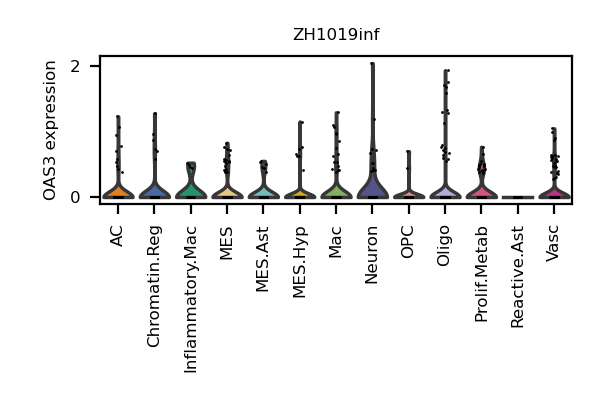 ZH1019inf
OAS3 expression
2
0
AC
Chromatin.Reg
Inflammatory.Mac
MES
MES.Ast
MES.Hyp
Mac
Neuron
OPC
Oligo
Prolif.Metab
Reactive.Ast
Vasc